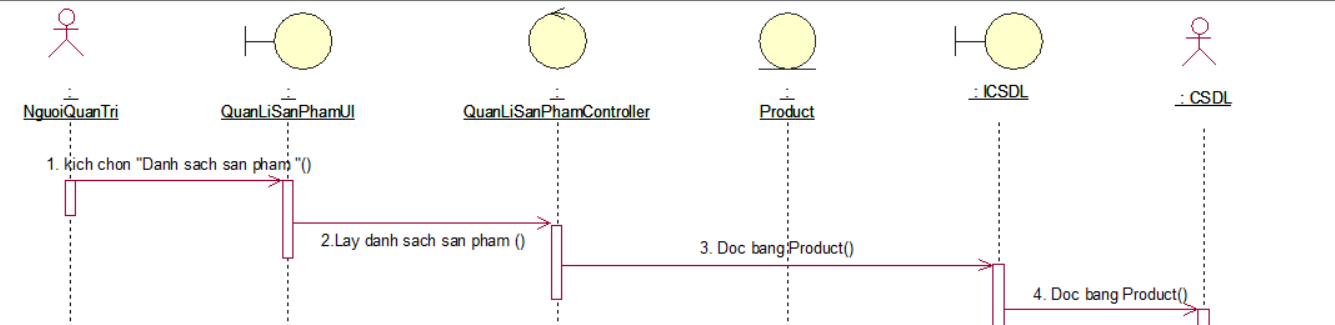 :
NguoiQuanTri
:
QuanLiSanPhamUI
:
QuanLiSanPhamController
:
Product
: ICSDL
: CSDL
1. kich chon "Danh sach san pham "()
2.Lay danh sach san pham ()
3. Doc bang Product()
4. Doc bang Product()